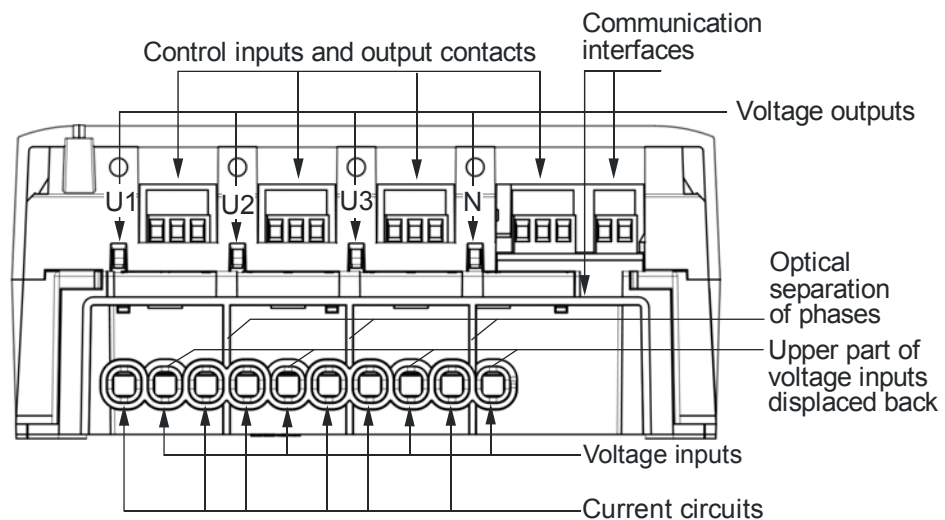 Communication
interfaces
Control inputs and output contacts
Voltage outputs
U1
U2
U3
N
Optical
separation
of phases
Upper part of
voltage inputs
displaced back
Voltage inputs
Current circuits